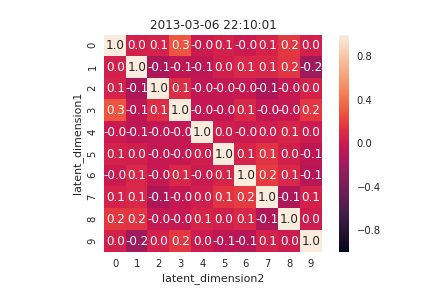 2013-03-06 22:10:01
latent_dimension1
0 1.0 0.0 0.1 0.3 -0.0 0.1 -0.0 0.1 0.2 0.0
1 0.0 1.0 -0.1 -0.1 -0.1 0.0 0.1 0.1 0.2 -0.2
2 0.1 -0.1 1.0 0.1 -0.0 -0.0 -0.0 -0.1 -0.0 0.0
3 0.3 -0.1 0.1 1.0 -0.0 -0.0 0.1 -0.0 -0.0 0.2
4 -0.0 -0.1 -0.0 -0.0 1.0 0.0 -0.0 0.0 0.1 0.0
5 0.1 0.0 -0.0 -0.0 0.0 1.0 0.1 0.1 0.0 -0.1
6 -0.0 0.1 -0.0 0.1 -0.0 0.1 1.0 0.2 0.1 -0.1
7 0.1 0.1 -0.1 -0.0 0.0 0.1 0.2 1.0 -0.1 0.1
8 0.2 0.2 -0.0 -0.0 0.1 0.0 0.1 -0.1 1.0 0.0
9 0.0 -0.2 0.0 0.2 0.0 -0.1 -0.1 0.1 0.0 1.0
0 1 2 3 4 5 6 7 8 9
latent_dimension2
0.8
0.4
0.0
−0.4
−0.8